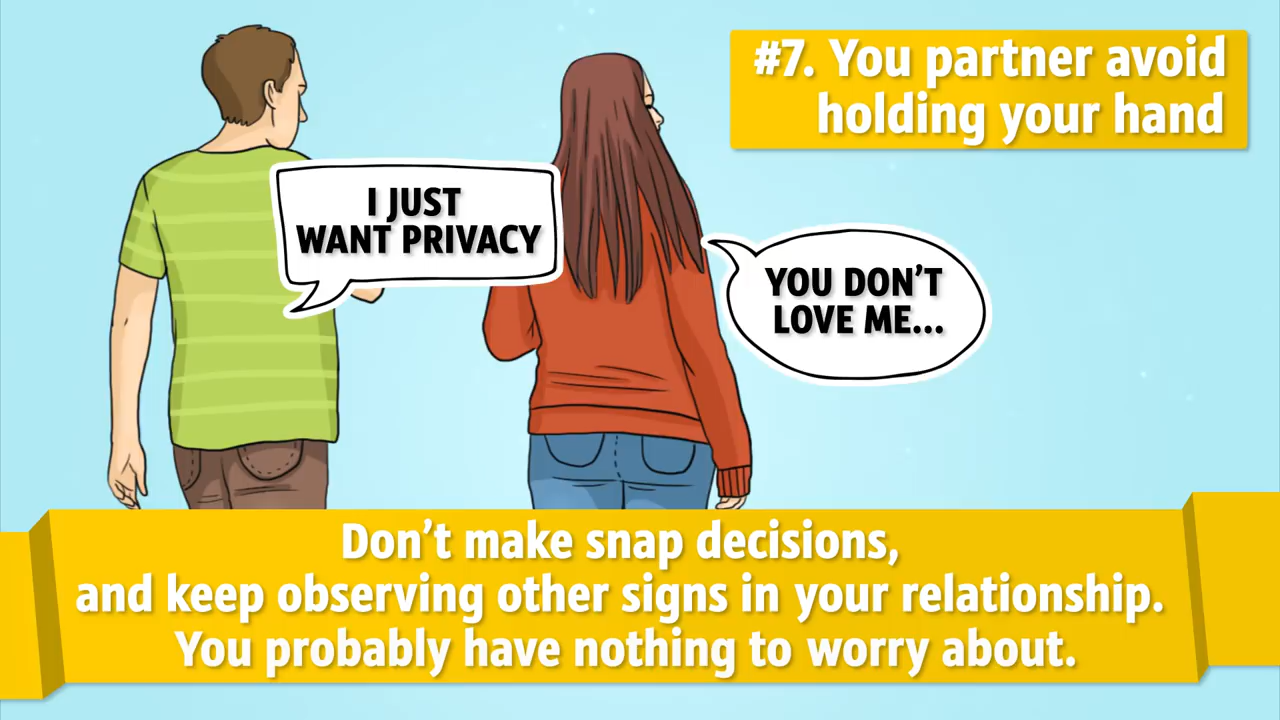 #7. You partner avoid
holding your hand
I JUST
WANT PRIVACY
YOU DON'T
LOVE ME...
Don't make snap decisions,
and keep observing other signs in your relationship.
You probably have nothing to worry about.